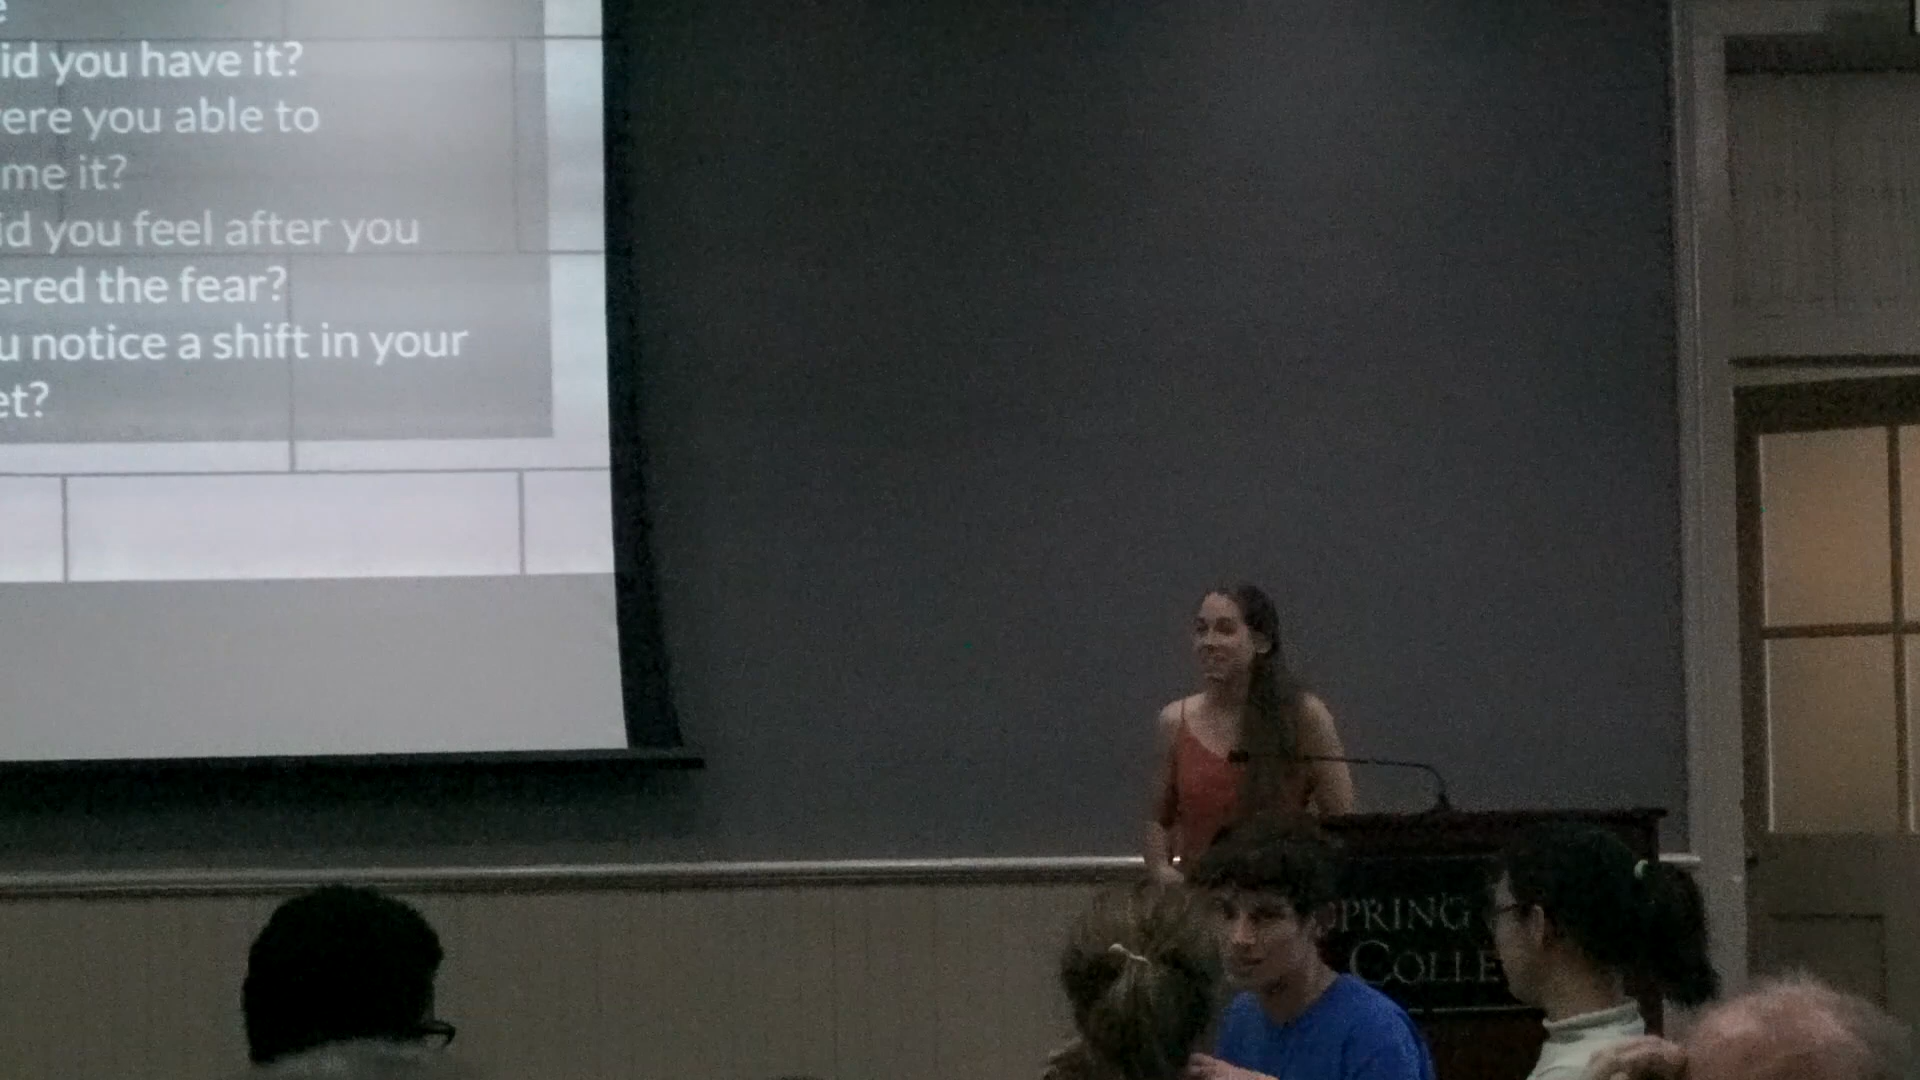 e
id you have it?
ere you able to
me it?
id you feel after you
ered the fear?
u notice a shift in your
et?
SPRING
COLLE